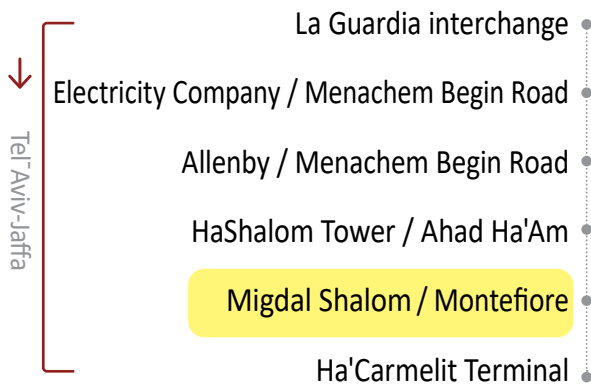 La Guardia interchange
Electricity Company / Menachem Begin Road
Allenby / Menachem Begin Road
HaShalom Tower / Ahad Ha'Am
Migdal Shalom / Montefiore
Ha'Carmelit Terminal
Tel-Aviv-Jaffa